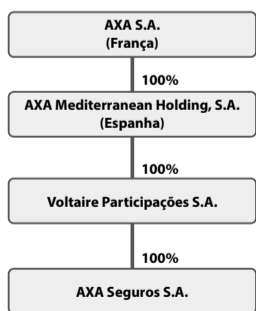 AXA S.A.
(França)
100%
AXA Mediterranean Holding, S.A.
(Espanha)
100%
Voltaire Participações S.A.
100%
AXA Seguros S.A.